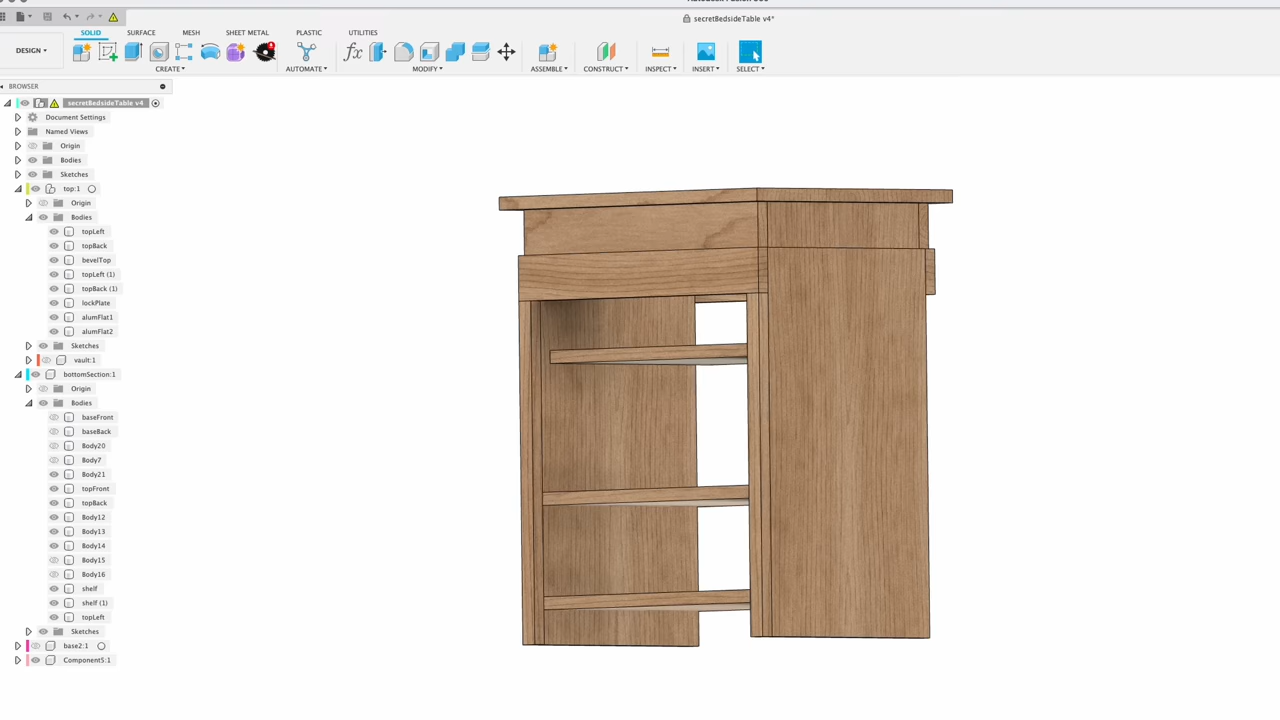 secretBedsideTable v4*
SOLID SURFACE MESH SHEET METAL PLASTIC UTILITIES
DESIGN
CREATE AUTOMATE MODIFY ASSEMBLE CONSTRUCT INSPECT INSERT SELECT
BROWSER
secretBedsideTable v4
Document Settings
Named Views
Origin
Bodies
Sketches
top:1
Origin
Bodies
topLeft
topBack
bevelTop
topLeft (1)
topBack (1)
lockPlate
alumFlat1
alumFlat2
Sketches
vault:1
bottomSection:1
Origin
Bodies
baseFront
baseBack
Body20
Body7
Body21
topFront
topBack
Body12
Body13
Body14
Body15
Body16
shelf
shelf (1)
topLeft
Sketches
base2:1
Component5:1